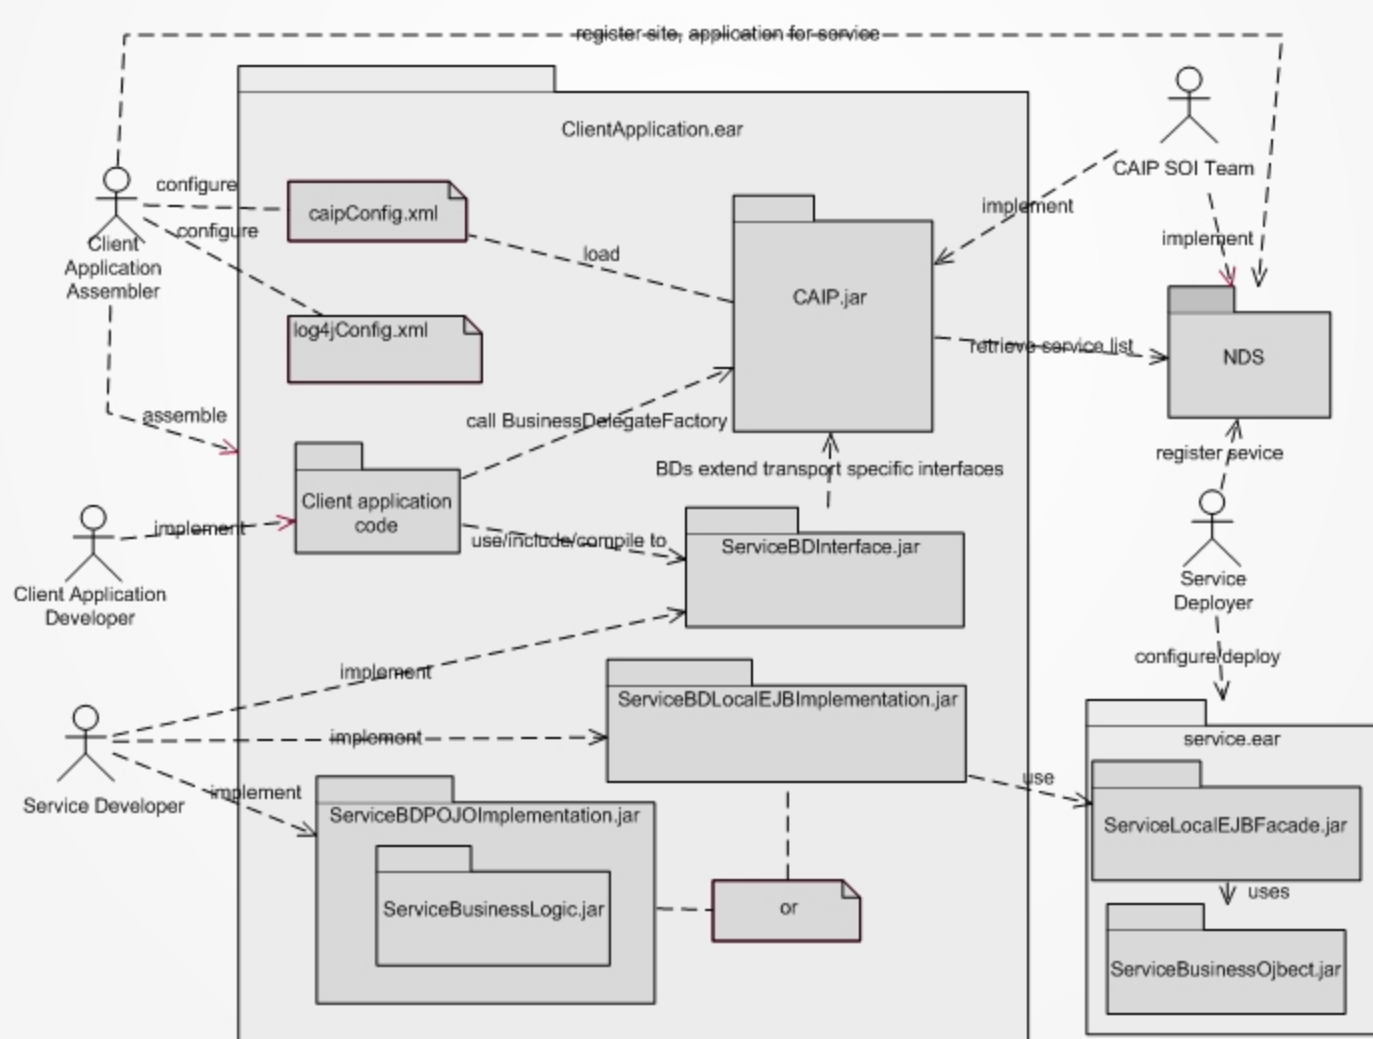 register site, application for service
ClientApplication.ear
CAIP SOI Team
configure
caipConfig.xml
implement
configure
Client
Application
Assembler
load
implement
CAIP.jar
log4jConfig.xml
retrieve service list
NDS
assemble
call BusinessDelegateFactory
BDs extend transport specific interfaces
register sevice
Client application
code
implement
use/include/compile to
ServiceBDInterface.jar
Client Application
Developer
Service
Deployer
implement
configure/deploy
ServiceBDLocalEJBImplementation.jar
implement
service.ear
Service Developer
implement
use
ServiceBDPOJOImplementation.jar
ServiceLocalEJBFacade.jar
uses
ServiceBusinessLogic.jar
or
ServiceBusinessOjbect.jar